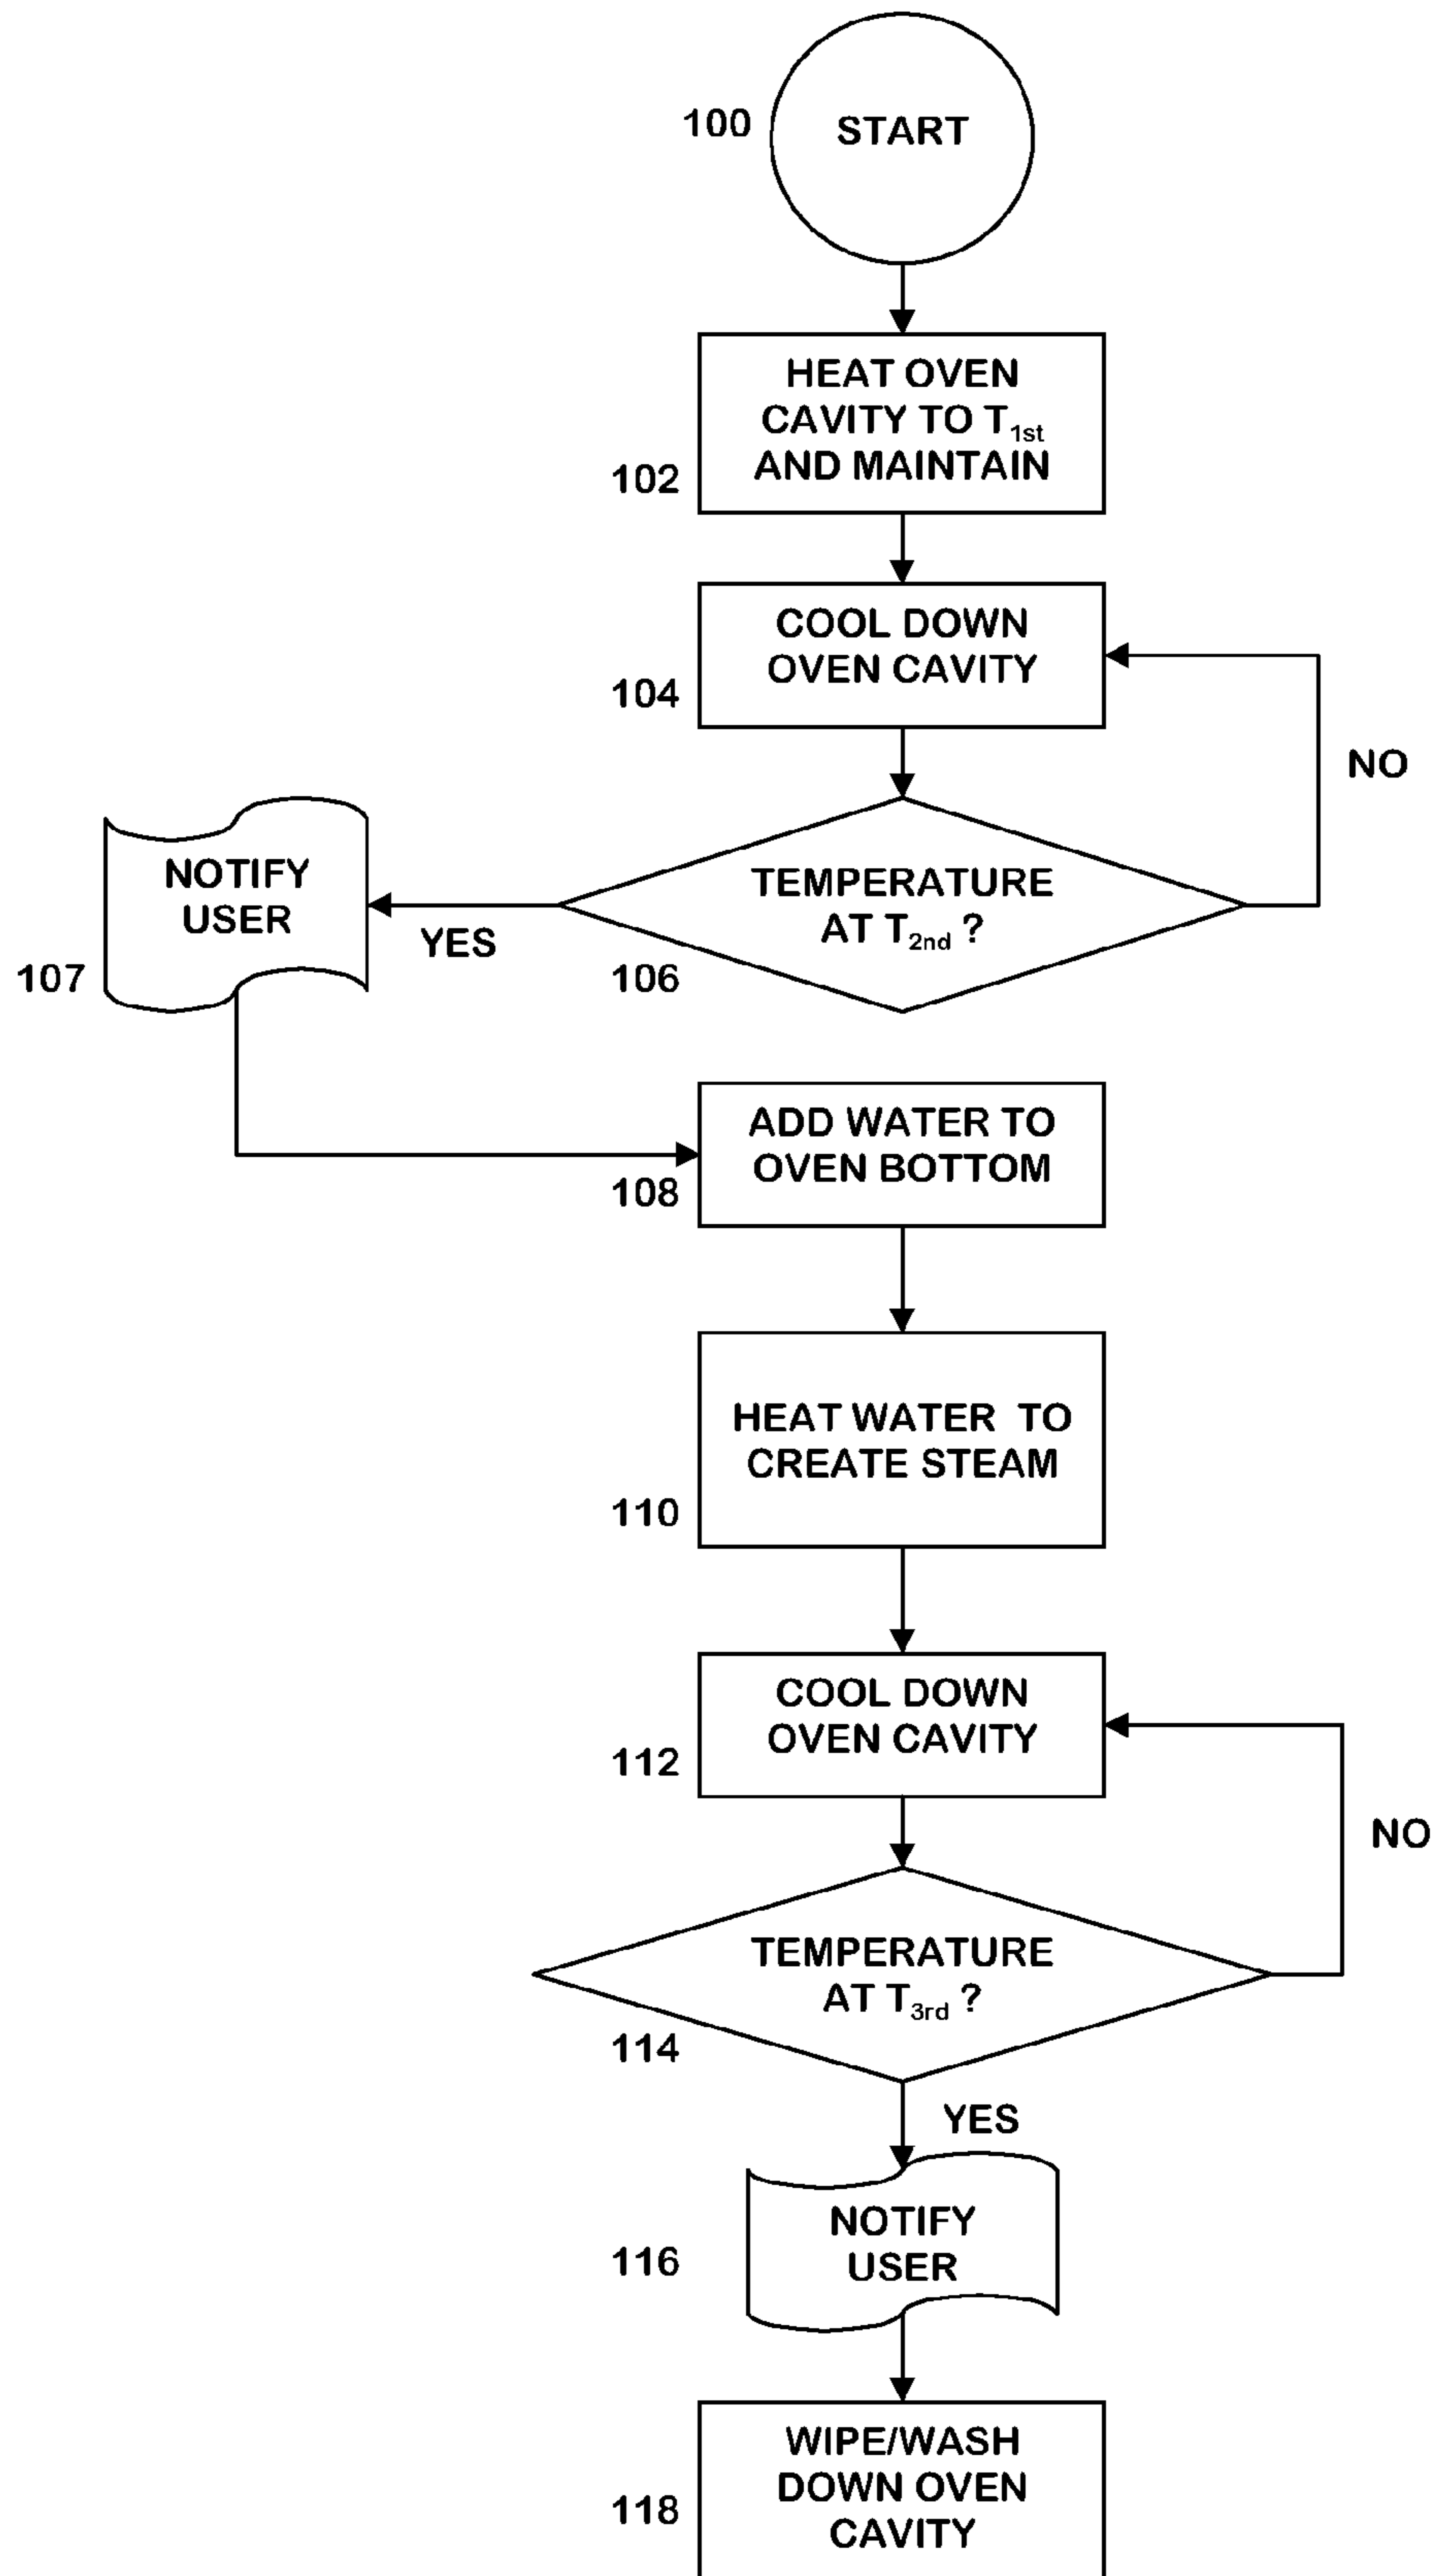 100
START
HEAT OVEN
CAVITY TO T1st
AND MAINTAIN
102
COOL DOWN
OVEN CAVITY
104
NO
TEMPERATURE
AT T2nd ?
106
YES
NOTIFY
USER
107
ADD WATER TO
OVEN BOTTOM
108
HEAT WATER TO
CREATE STEAM
110
COOL DOWN
OVEN CAVITY
112
NO
TEMPERATURE
AT T3rd ?
114
YES
NOTIFY
USER
116
WIPE/WASH
DOWN OVEN
CAVITY
118